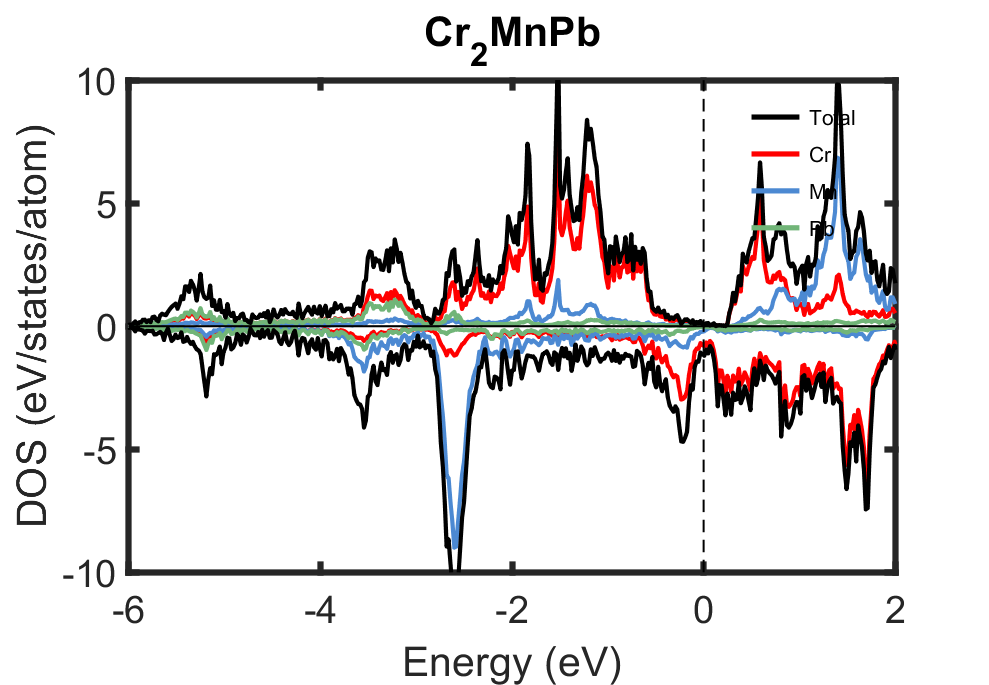 Cr2MnPb
10
5
0
-5
-10
-6
-4
-2
0
2
DOS (eV/states/atom)
Energy (eV)
Total
Cr
Mn
Pb